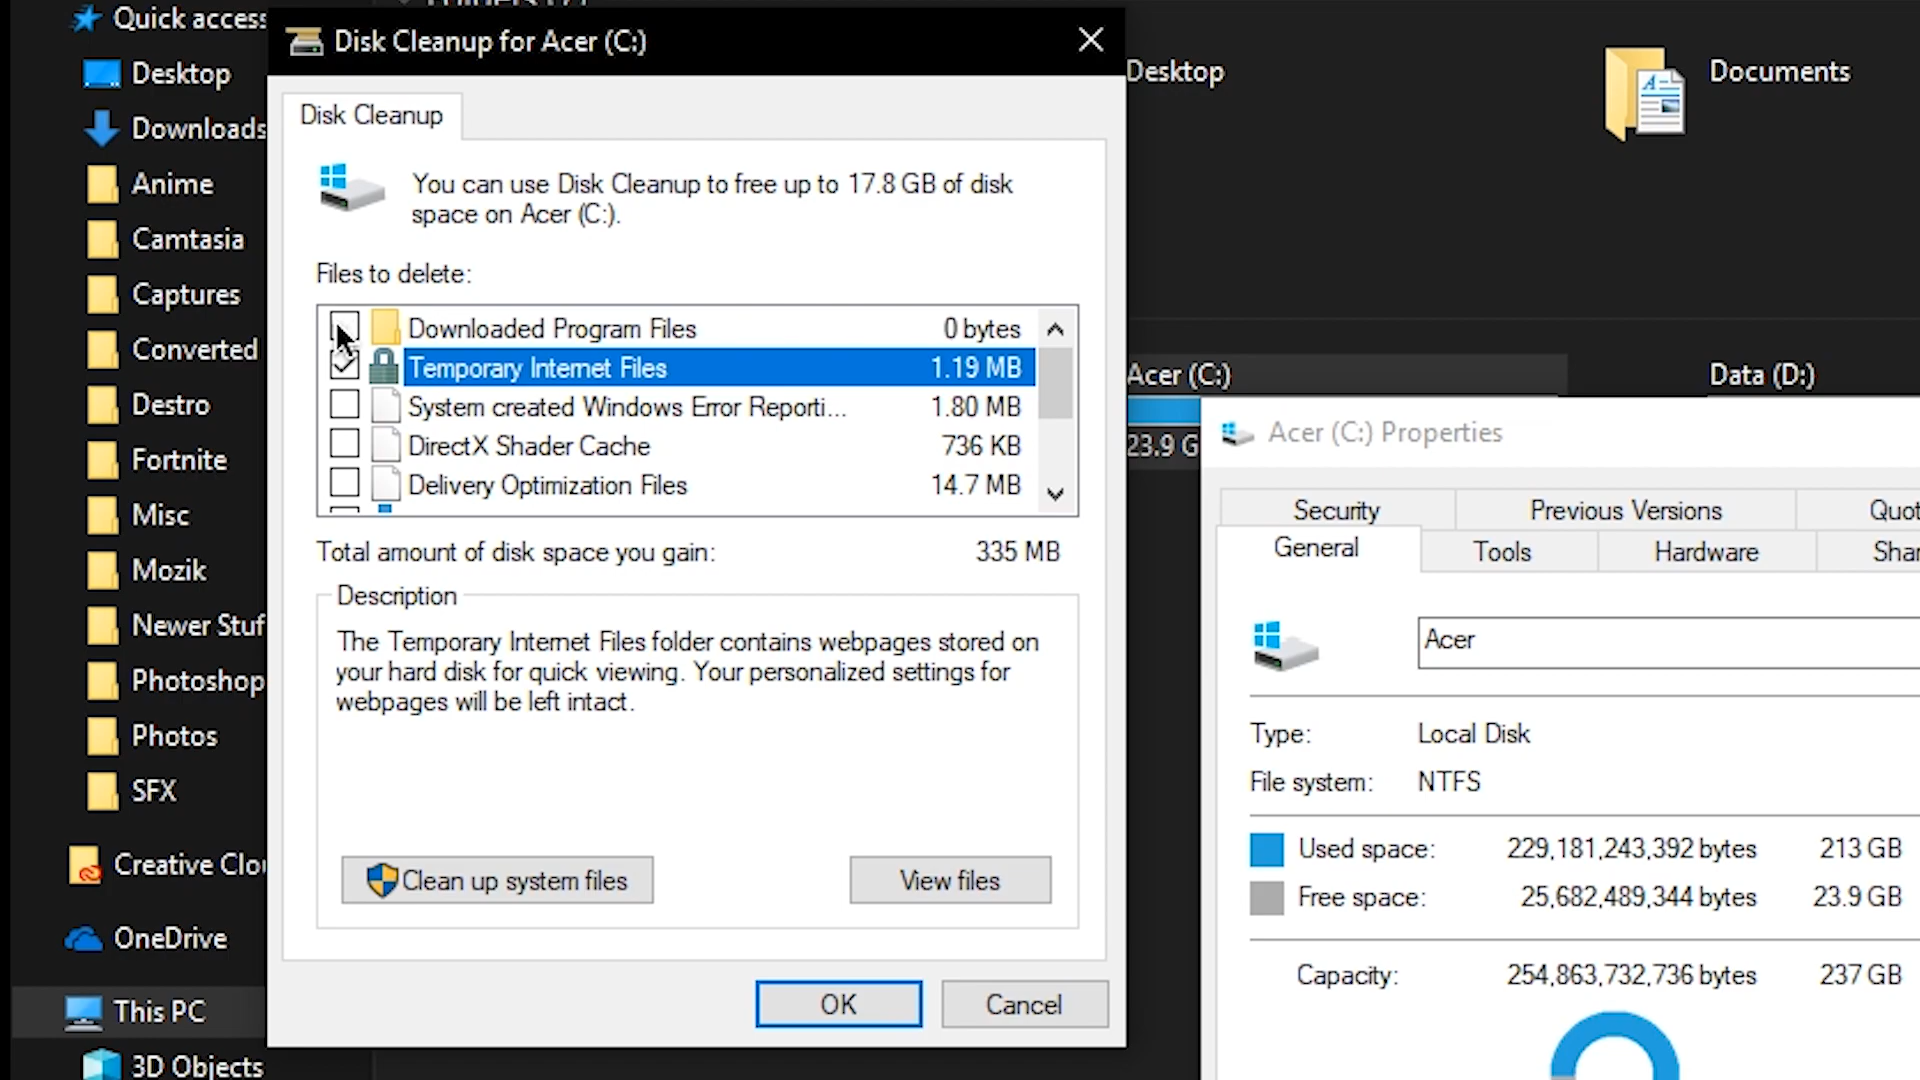 Quick access
Desktop
Downloads
Anime
Camtasia
Captures
Converted
Destro
Fortnite
Misc
Mozik
Newer Stuf
Photoshop
Photos
SFX
Creative Clou
OneDrive
This PC
3D Objects
Disk Cleanup for Acer (C:)
Disk Cleanup
You can use Disk Cleanup to free up to 17.8 GB of disk
space on Acer (C:).
Files to delete:
Downloaded Program Files 0 bytes
Temporary Internet Files 1.19 MB
System created Windows Error Reporti... 1.80 MB
DirectX Shader Cache 736 KB
Delivery Optimization Files 14.7 MB
Total amount of disk space you gain: 335 MB
Description
The Temporary Internet Files folder contains webpages stored on
your hard disk for quick viewing. Your personalized settings for
webpages will be left intact.
Clean up system files View files
OK Cancel
Desktop
Documents
Acer (C:)
23.9 G
Data (D:)
Acer (C:) Properties
Security Previous Versions Quot
General Tools Hardware Shar
Acer
Type: Local Disk
File system: NTFS
Used space: 229,181,243,392 bytes 213 GB
Free space: 25,682,489,344 bytes 23.9 GB
Capacity: 254,863,732,736 bytes 237 GB